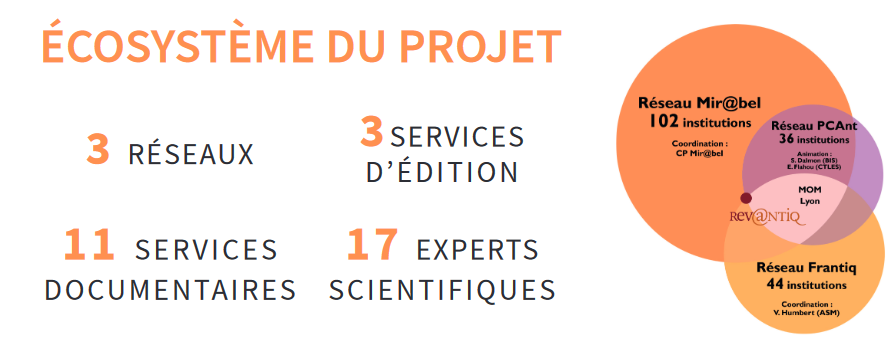 ÉCOSYSTÈME DU PROJET
3 RÉSEAUX
3 SERVICES
D’ÉDITION
11 SERVICES
DOCUMENTAIRES
17 EXPERTS
SCIENTIFIQUES
Réseau Mir@bel
102 institutions
Coordination :
CP Mir@bel
Réseau PCAnt
36 institutions
Animation :
S. Dalmon (BIS)
E. Flahou (CTLES)
MOM
Lyon
REV@NTIQ
Réseau Frantiq
44 institutions
Coordination :
V. Humbert (ASM)